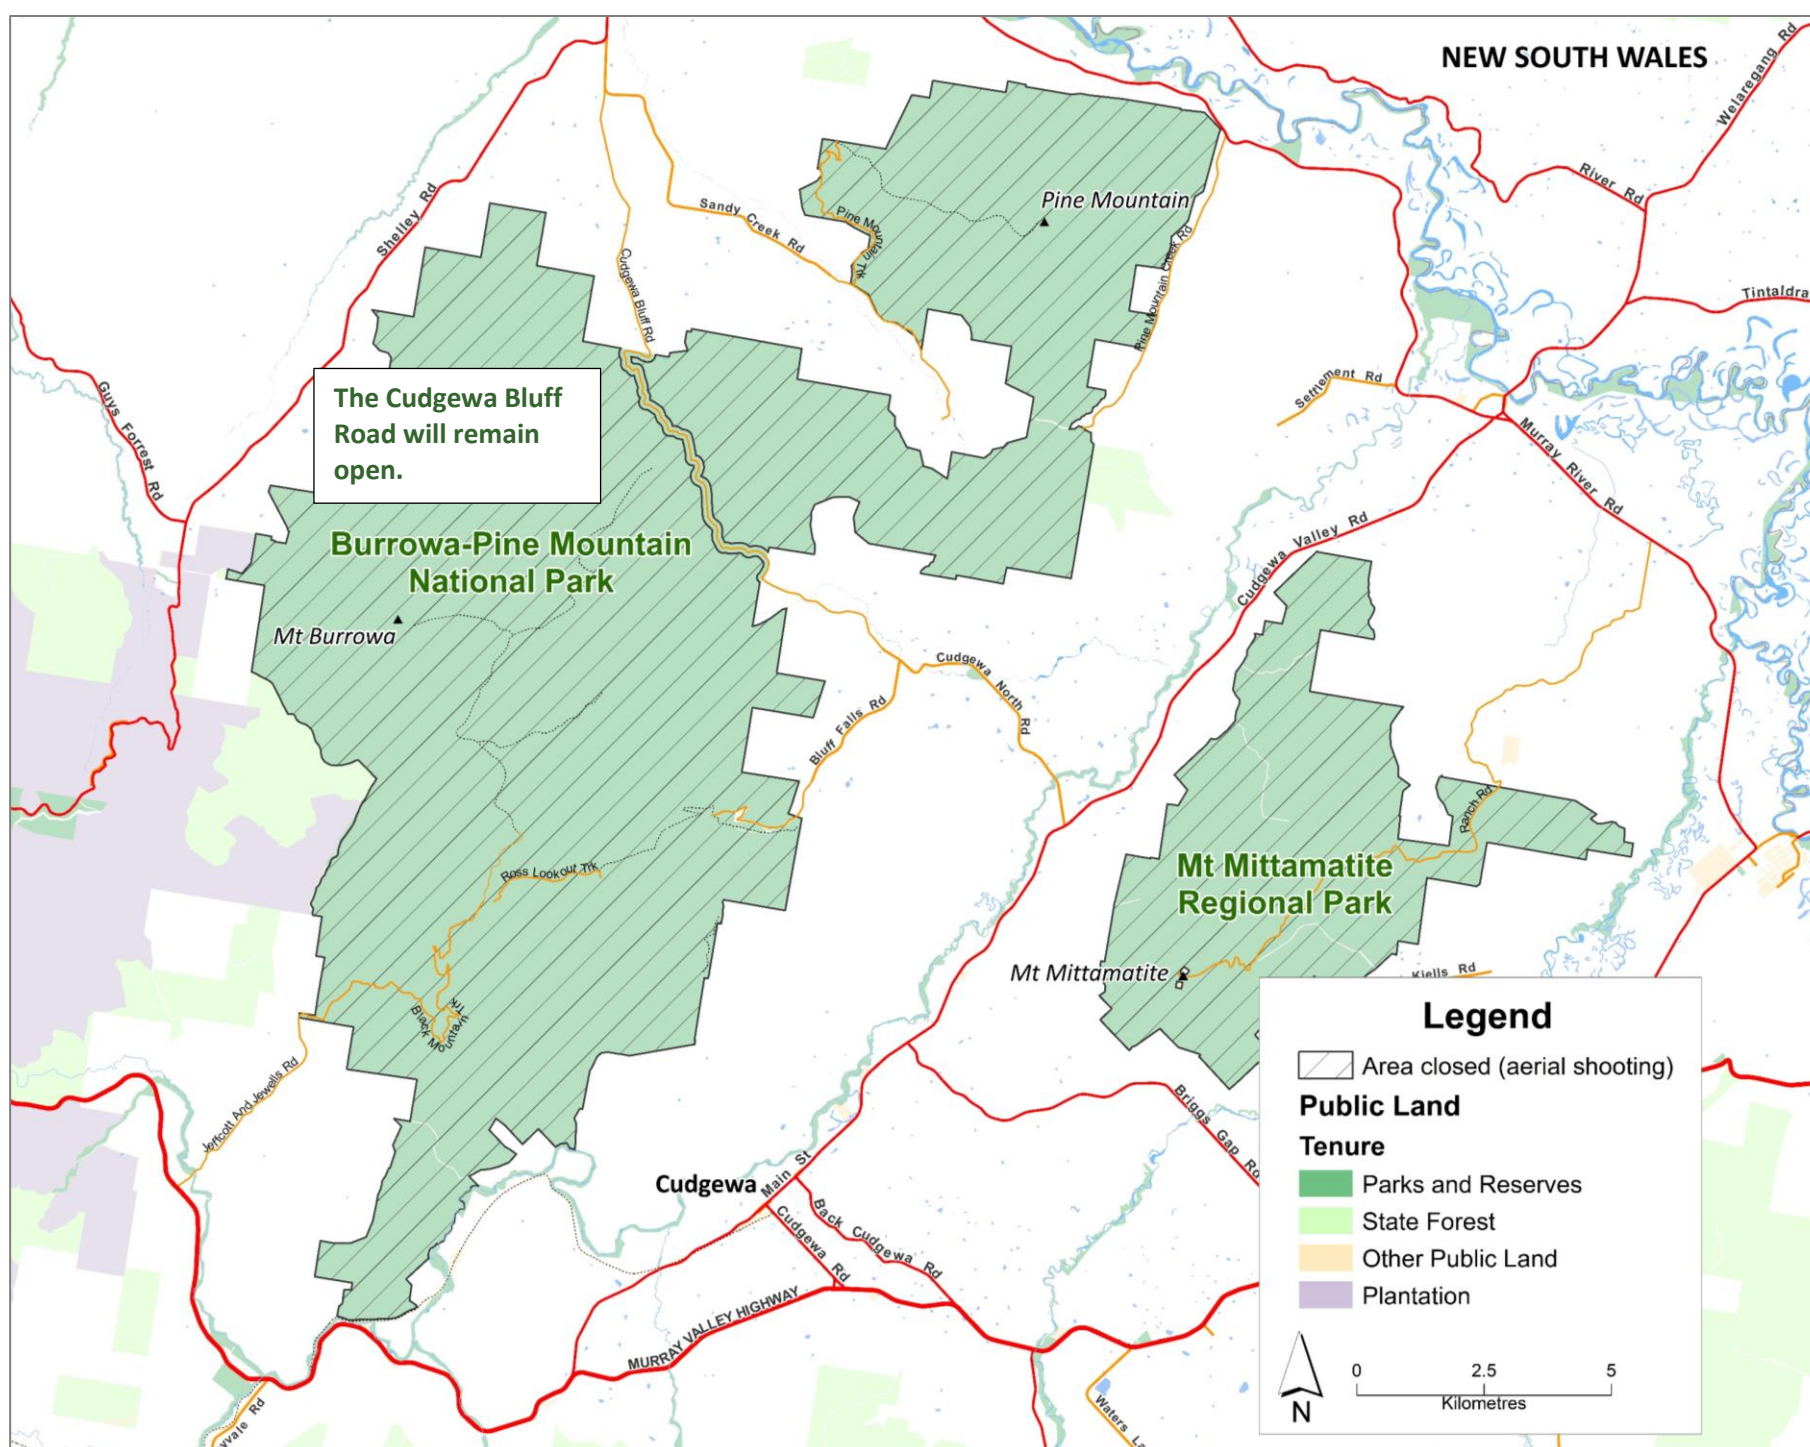 NEW SOUTH WALES
Welaregang Rd
River Rd
Shelley Rd
Sandy Creek Rd
Pine Mountain
Pine Mountain Trk
Cudgewa Bluff Rd
Pine Mountain Creek Rd
Tintaldra
Guys Forrest Rd
Settlement Rd
Murray River Rd
The Cudgewa Bluff
Road will remain
open.
Burrowa-Pine Mountain
National Park
Mt Burrowa
Cudgewa Valley Rd
Cudgewa North Rd
Bluff Falls Rd
Ranch Rd
Ross Lookout Trk
Mt Mittamatite
Regional Park
Mt Mittamatite
Kiells Rd
Black Mountain Trk
Jeffcott And Jewells Rd
Briggs Gap Rd
Cudgewa
Main St
Cudgewa Rd
Back Cudgewa Rd
MURRAY VALLEY HIGHWAY
Waters La
Legend
Area closed (aerial shooting)
Public Land
Tenure
Parks and Reserves
State Forest
Other Public Land
Plantation
0 2.5 5
Kilometres
N